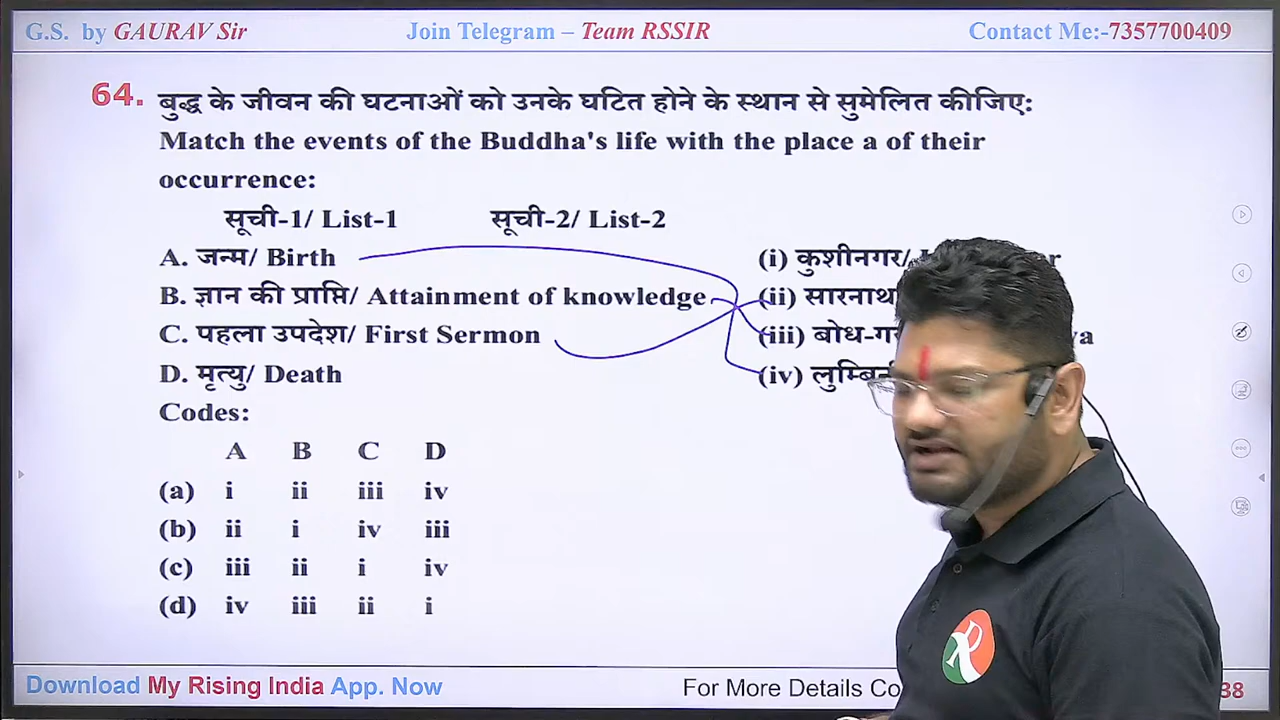 G.S. by GAURAV Sir Join Telegram – Team RSSIR Contact Me:-7357700409
64. बुद्ध के जीवन की घटनाओं को उनके घटित होने के स्थान से सुमेलित कीजिए:
Match the events of the Buddha's life with the place a of their
occurrence:
सूची-1/ List-1 सूची-2/ List-2
A. जन्म/ Birth (i) कुशीनगर/
B. ज्ञान की प्राप्ति/ Attainment of knowledge (ii) सारनाथ
C. पहला उपदेश/ First Sermon (iii)
D. मृत्यु/ Death (iv)
Codes:
A B C D
(a) i ii iii iv
(b) ii i iv iii
(c) iii ii i iv
(d) iv iii ii i
Download My Rising India App. Now For More Details